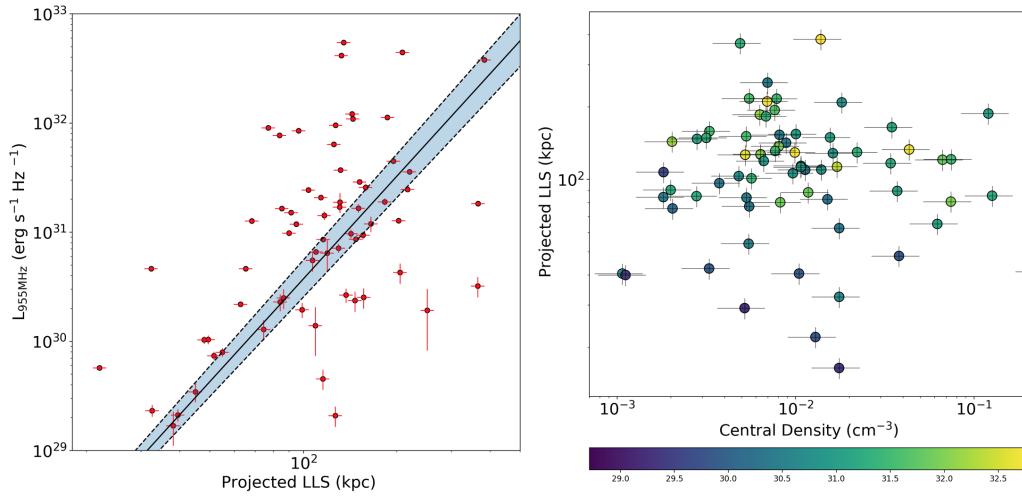 10^33
10^32
10^31
10^30
10^29
L955MHz (erg s^-1 Hz^-1)
10^2
Projected LLS (kpc)
Projected LLS (kpc)
10^2
10^-3 10^-2 10^-1
Central Density (cm^-3)
29.0 29.5 30.0 30.5 31.0 31.5 32.0 32.5